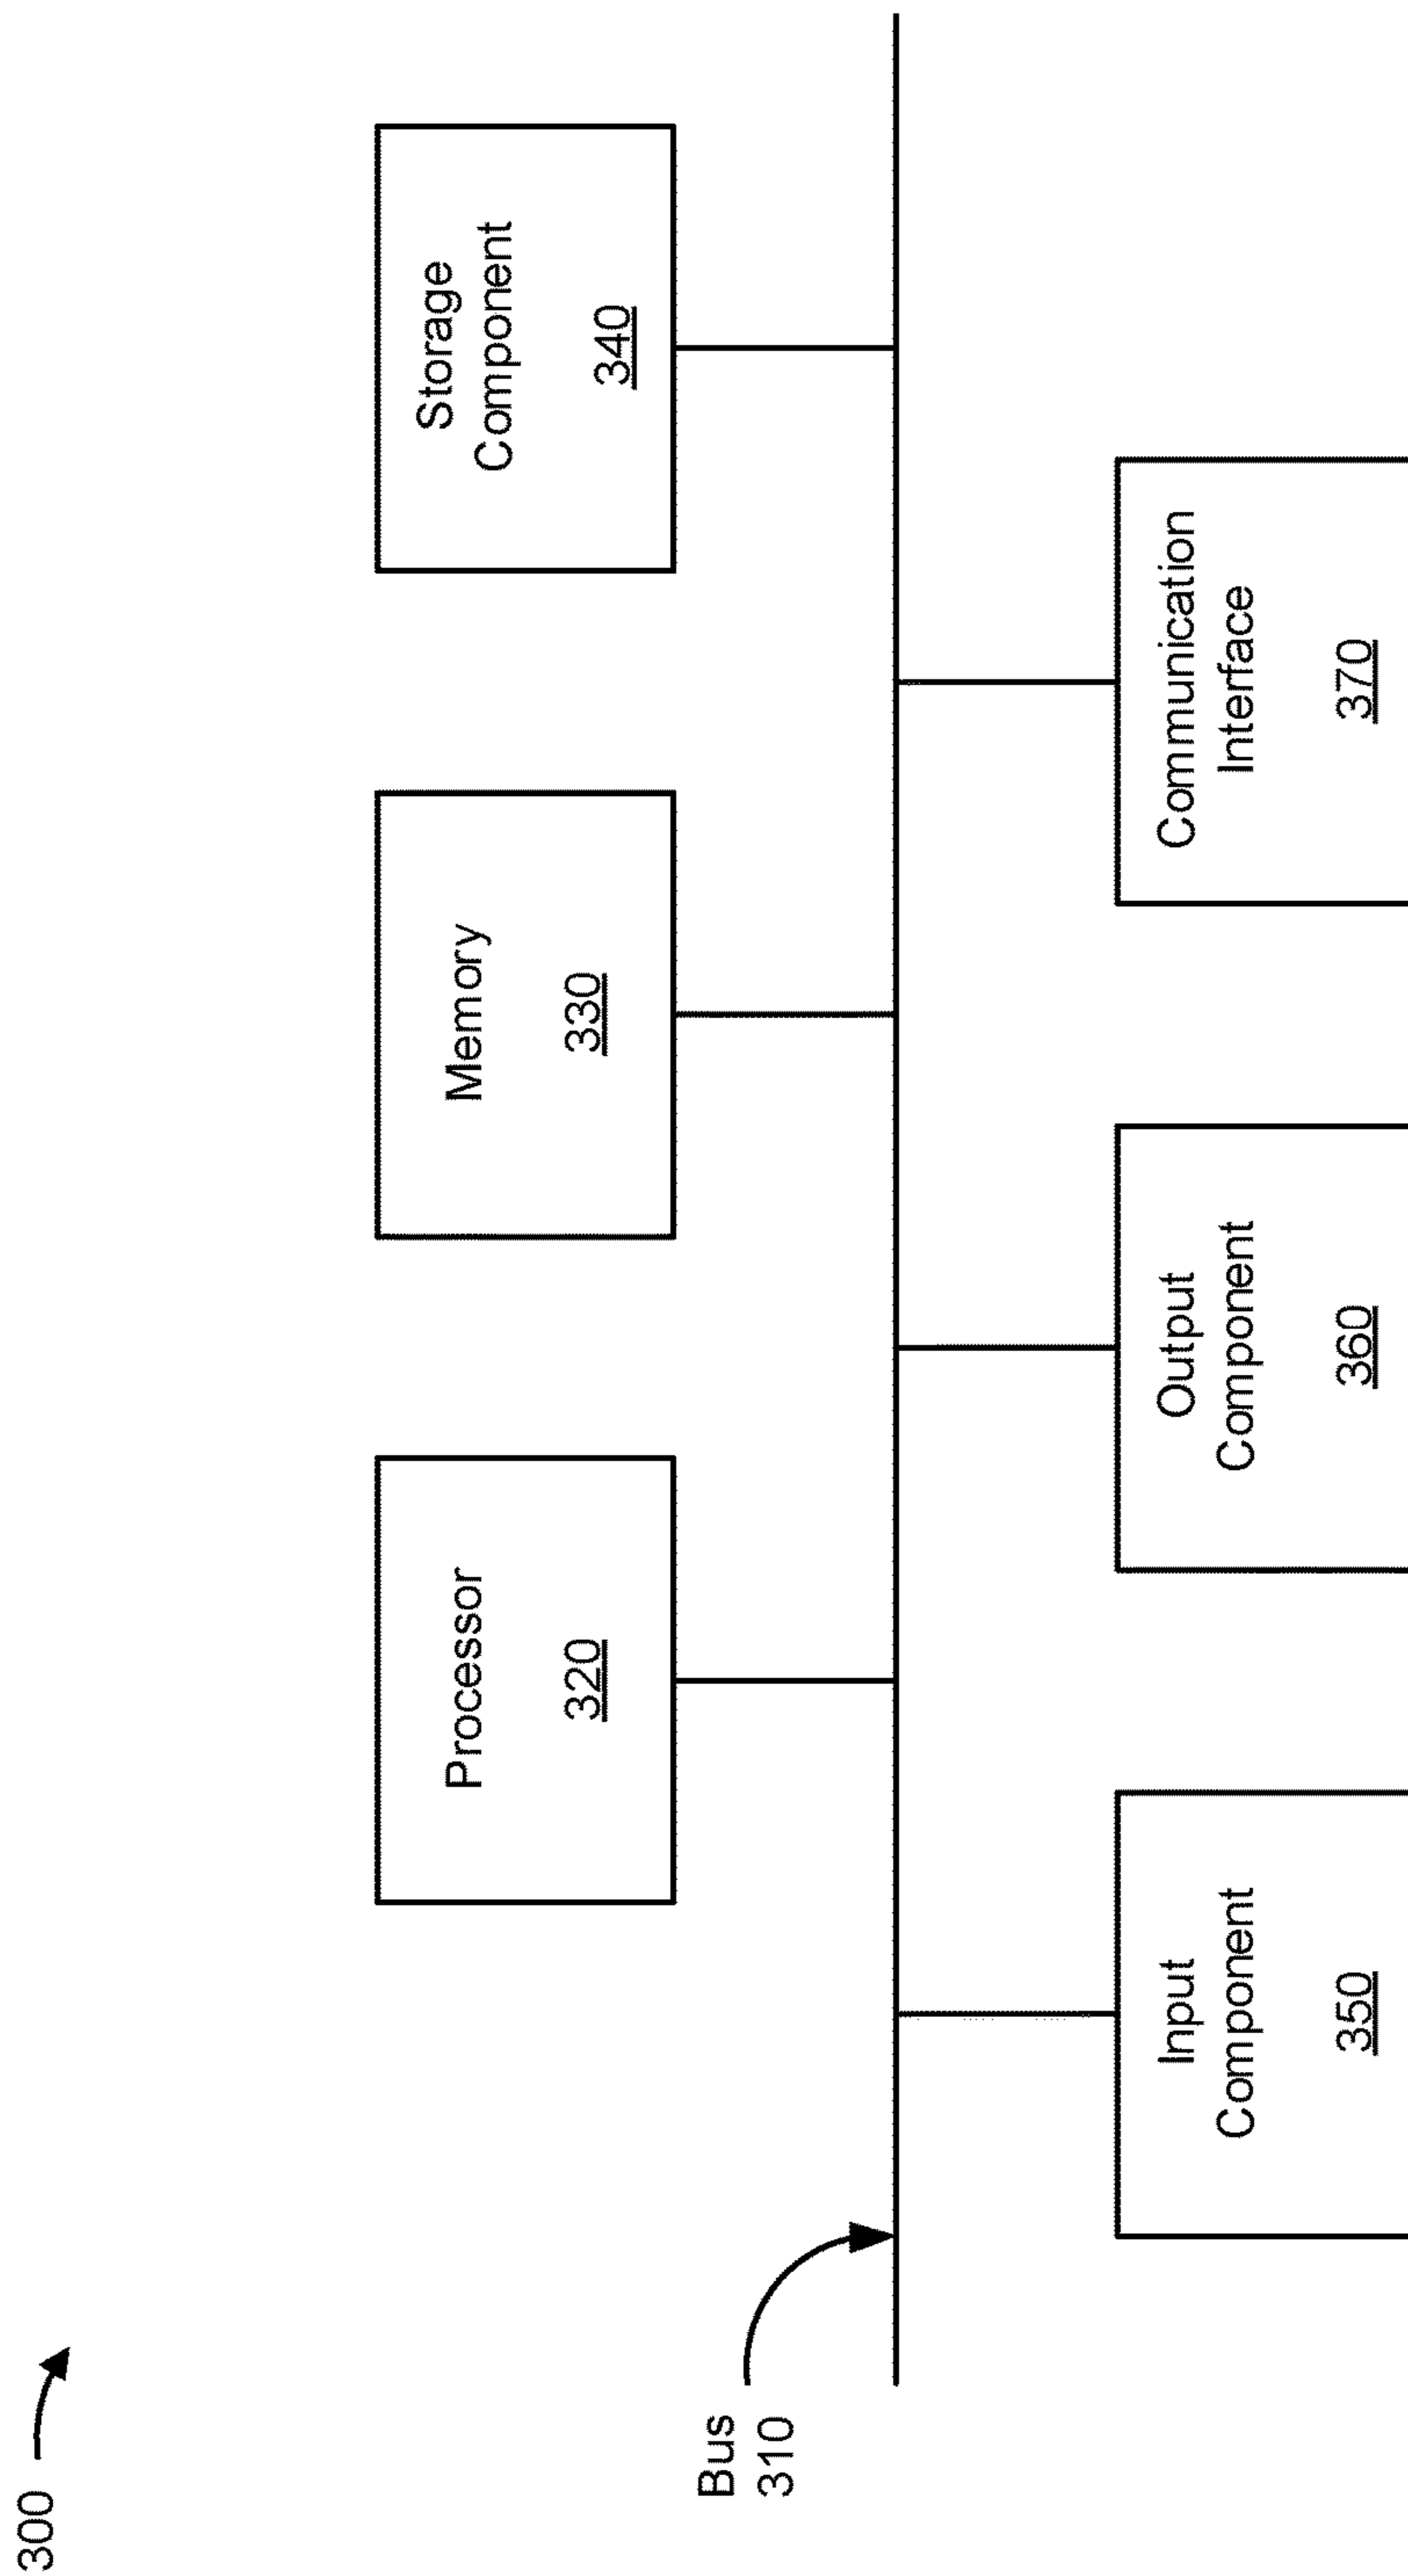 300
Processor
320
Memory
330
Storage
Component
340
Bus
310
Input
Component
350
Output
Component
360
Communication
Interface
370